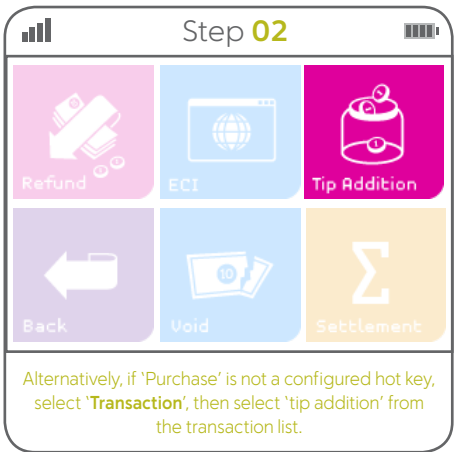 Step 02
Refund
ECI
Tip Addition
Back
10
Void
Settlement
Alternatively, if ‘Purchase’ is not a configured hot key,
select ‘Transaction’, then select ‘tip addition’ from
the transaction list.